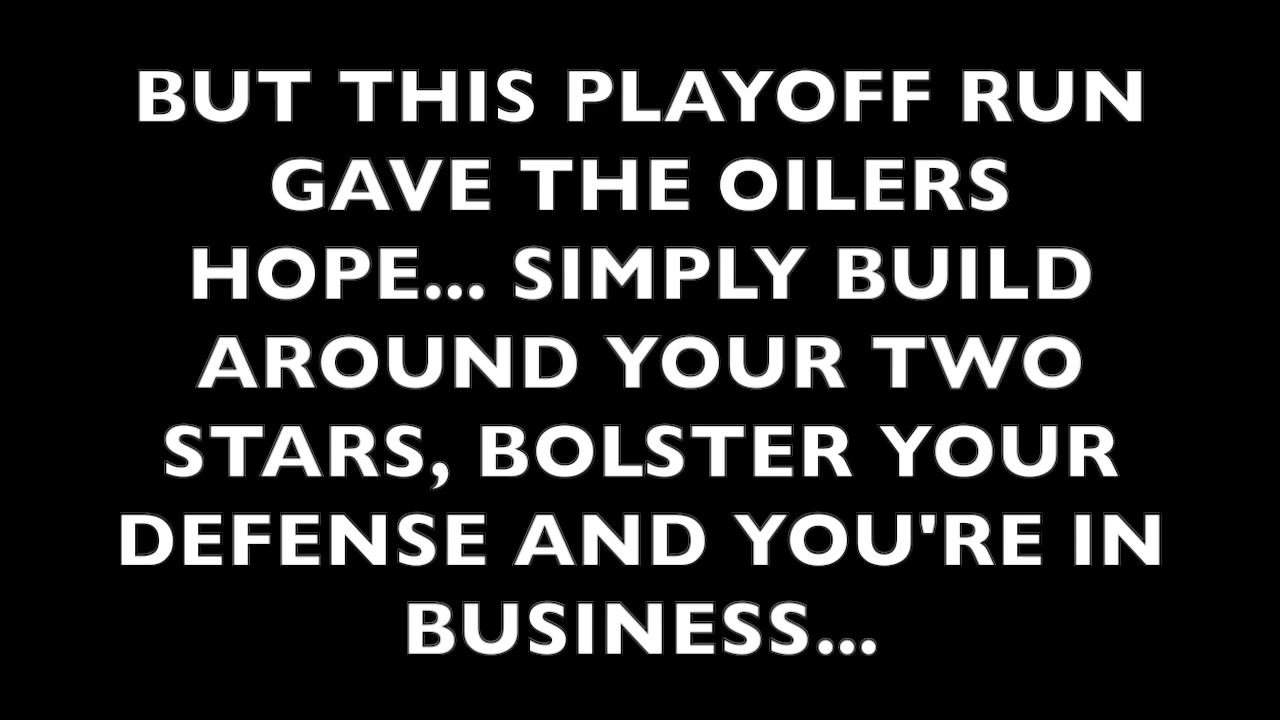 BUT THIS PLAYOFF RUN
GAVE THE OILERS
HOPE... SIMPLY BUILD
AROUND YOUR TWO
STARS, BOLSTER YOUR
DEFENSE AND YOU'RE IN
BUSINESS...